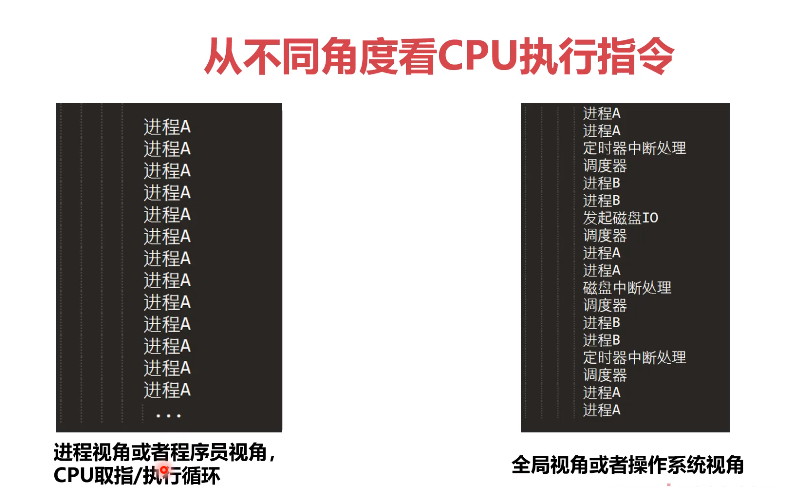 从不同角度看CPU执行指令
进程A
进程A
进程A
进程A
进程A
进程A
进程A
进程A
进程A
进程A
进程A
进程A
进程A
...
进程视角或者程序员视角，
CPU取指/执行循环
进程A
进程A
定时器中断处理
调度器
进程B
进程B
发起磁盘IO
调度器
进程A
进程A
磁盘中断处理
调度器
进程B
进程B
定时器中断处理
调度器
进程A
进程A
全局视角或者操作系统视角